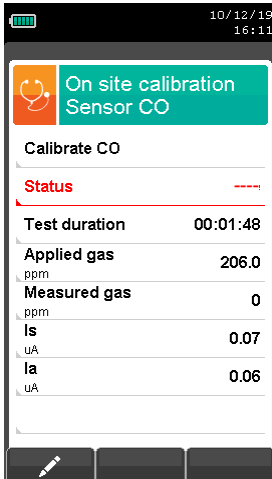 10/12/19
16:11
On site calibration
Sensor CO
Calibrate CO
Status ----
Test duration 00:01:48
Applied gas 206.0
ppm
Measured gas 0
ppm
Is 0.07
uA
Ia 0.06
uA